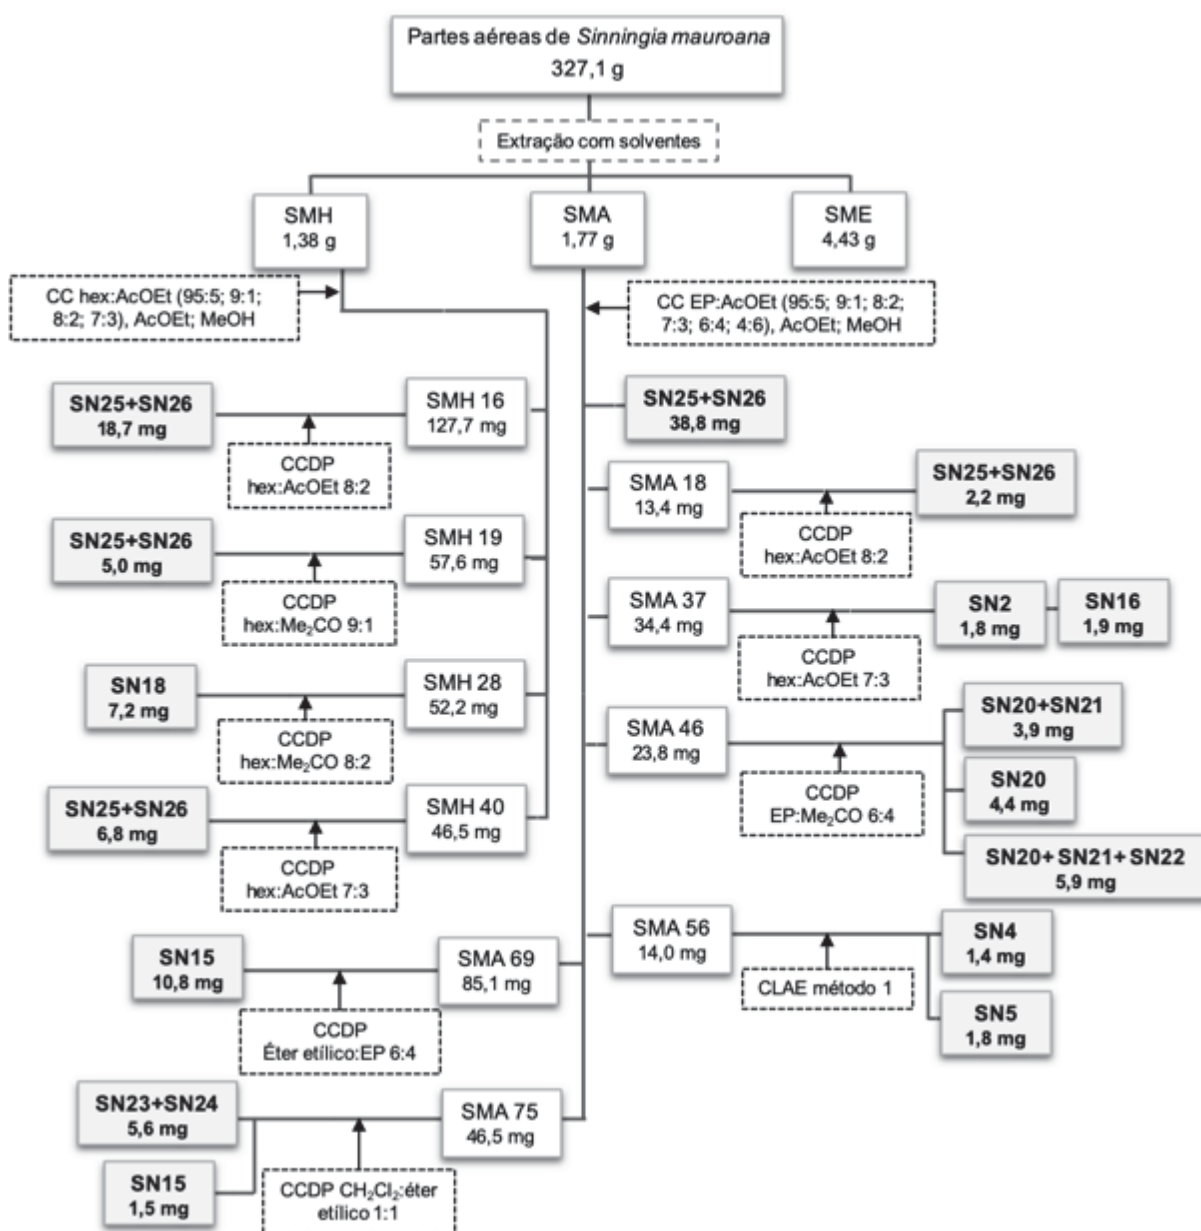 Partes aéreas de Sinningia mauroana
327,1 g
Extração com solventes
SMH
1,38 g
SMA
1,77 g
SME
4,43 g
CC hex:AcOEt (95:5; 9:1;
8:2; 7:3), AcOEt; MeOH
CC EP:AcOEt (95:5; 9:1; 8:2;
7:3; 6:4; 4:6), AcOEt; MeOH
SN25+SN26
18,7 mg
CCDP
hex:AcOEt 8:2
SMH 16
127,7 mg
SN25+SN26
38,8 mg
SMA 18
13,4 mg
CCDP
hex:AcOEt 8:2
SN25+SN26
2,2 mg
SN25+SN26
5,0 mg
CCDP
hex:Me₂CO 9:1
SMH 19
57,6 mg
SMA 37
34,4 mg
CCDP
hex:AcOEt 7:3
SN2
1,8 mg
SN16
1,9 mg
SN18
7,2 mg
CCDP
hex:Me₂CO 8:2
SMH 28
52,2 mg
SMA 46
23,8 mg
CCDP
EP:Me₂CO 6:4
SN20+SN21
3,9 mg
SN20
4,4 mg
SN20+ SN21+ SN22
5,9 mg
SN25+SN26
6,8 mg
CCDP
hex:AcOEt 7:3
SMH 40
46,5 mg
SMA 56
14,0 mg
CLAE método 1
SN4
1,4 mg
SN5
1,8 mg
SN15
10,8 mg
CCDP
Éter etílico:EP 6:4
SMA 69
85,1 mg
SN23+SN24
5,6 mg
SN15
1,5 mg
CCDP CH₂Cl₂:éter
etílico 1:1
SMA 75
46,5 mg